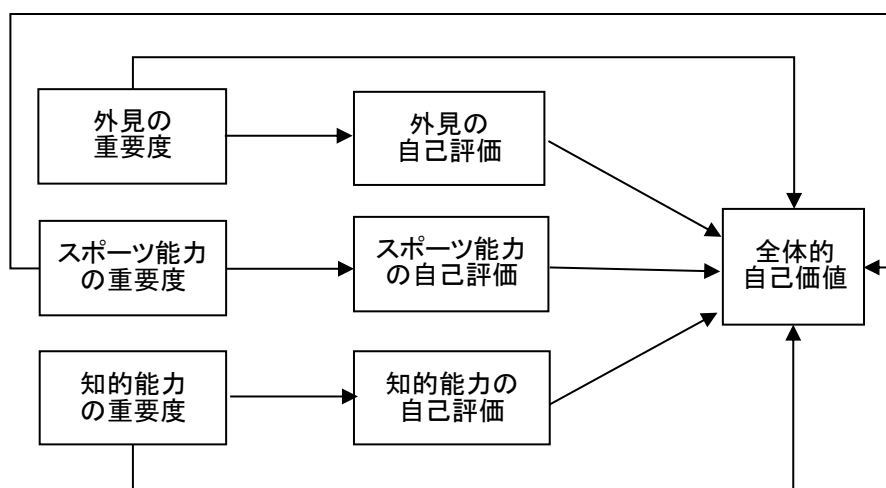 外見の
重要度
外見の
自己評価
スポーツ能力
の重要度
スポーツ能力
の自己評価
全体的
自己価値
知的能力
の重要度
知的能力の
自己評価